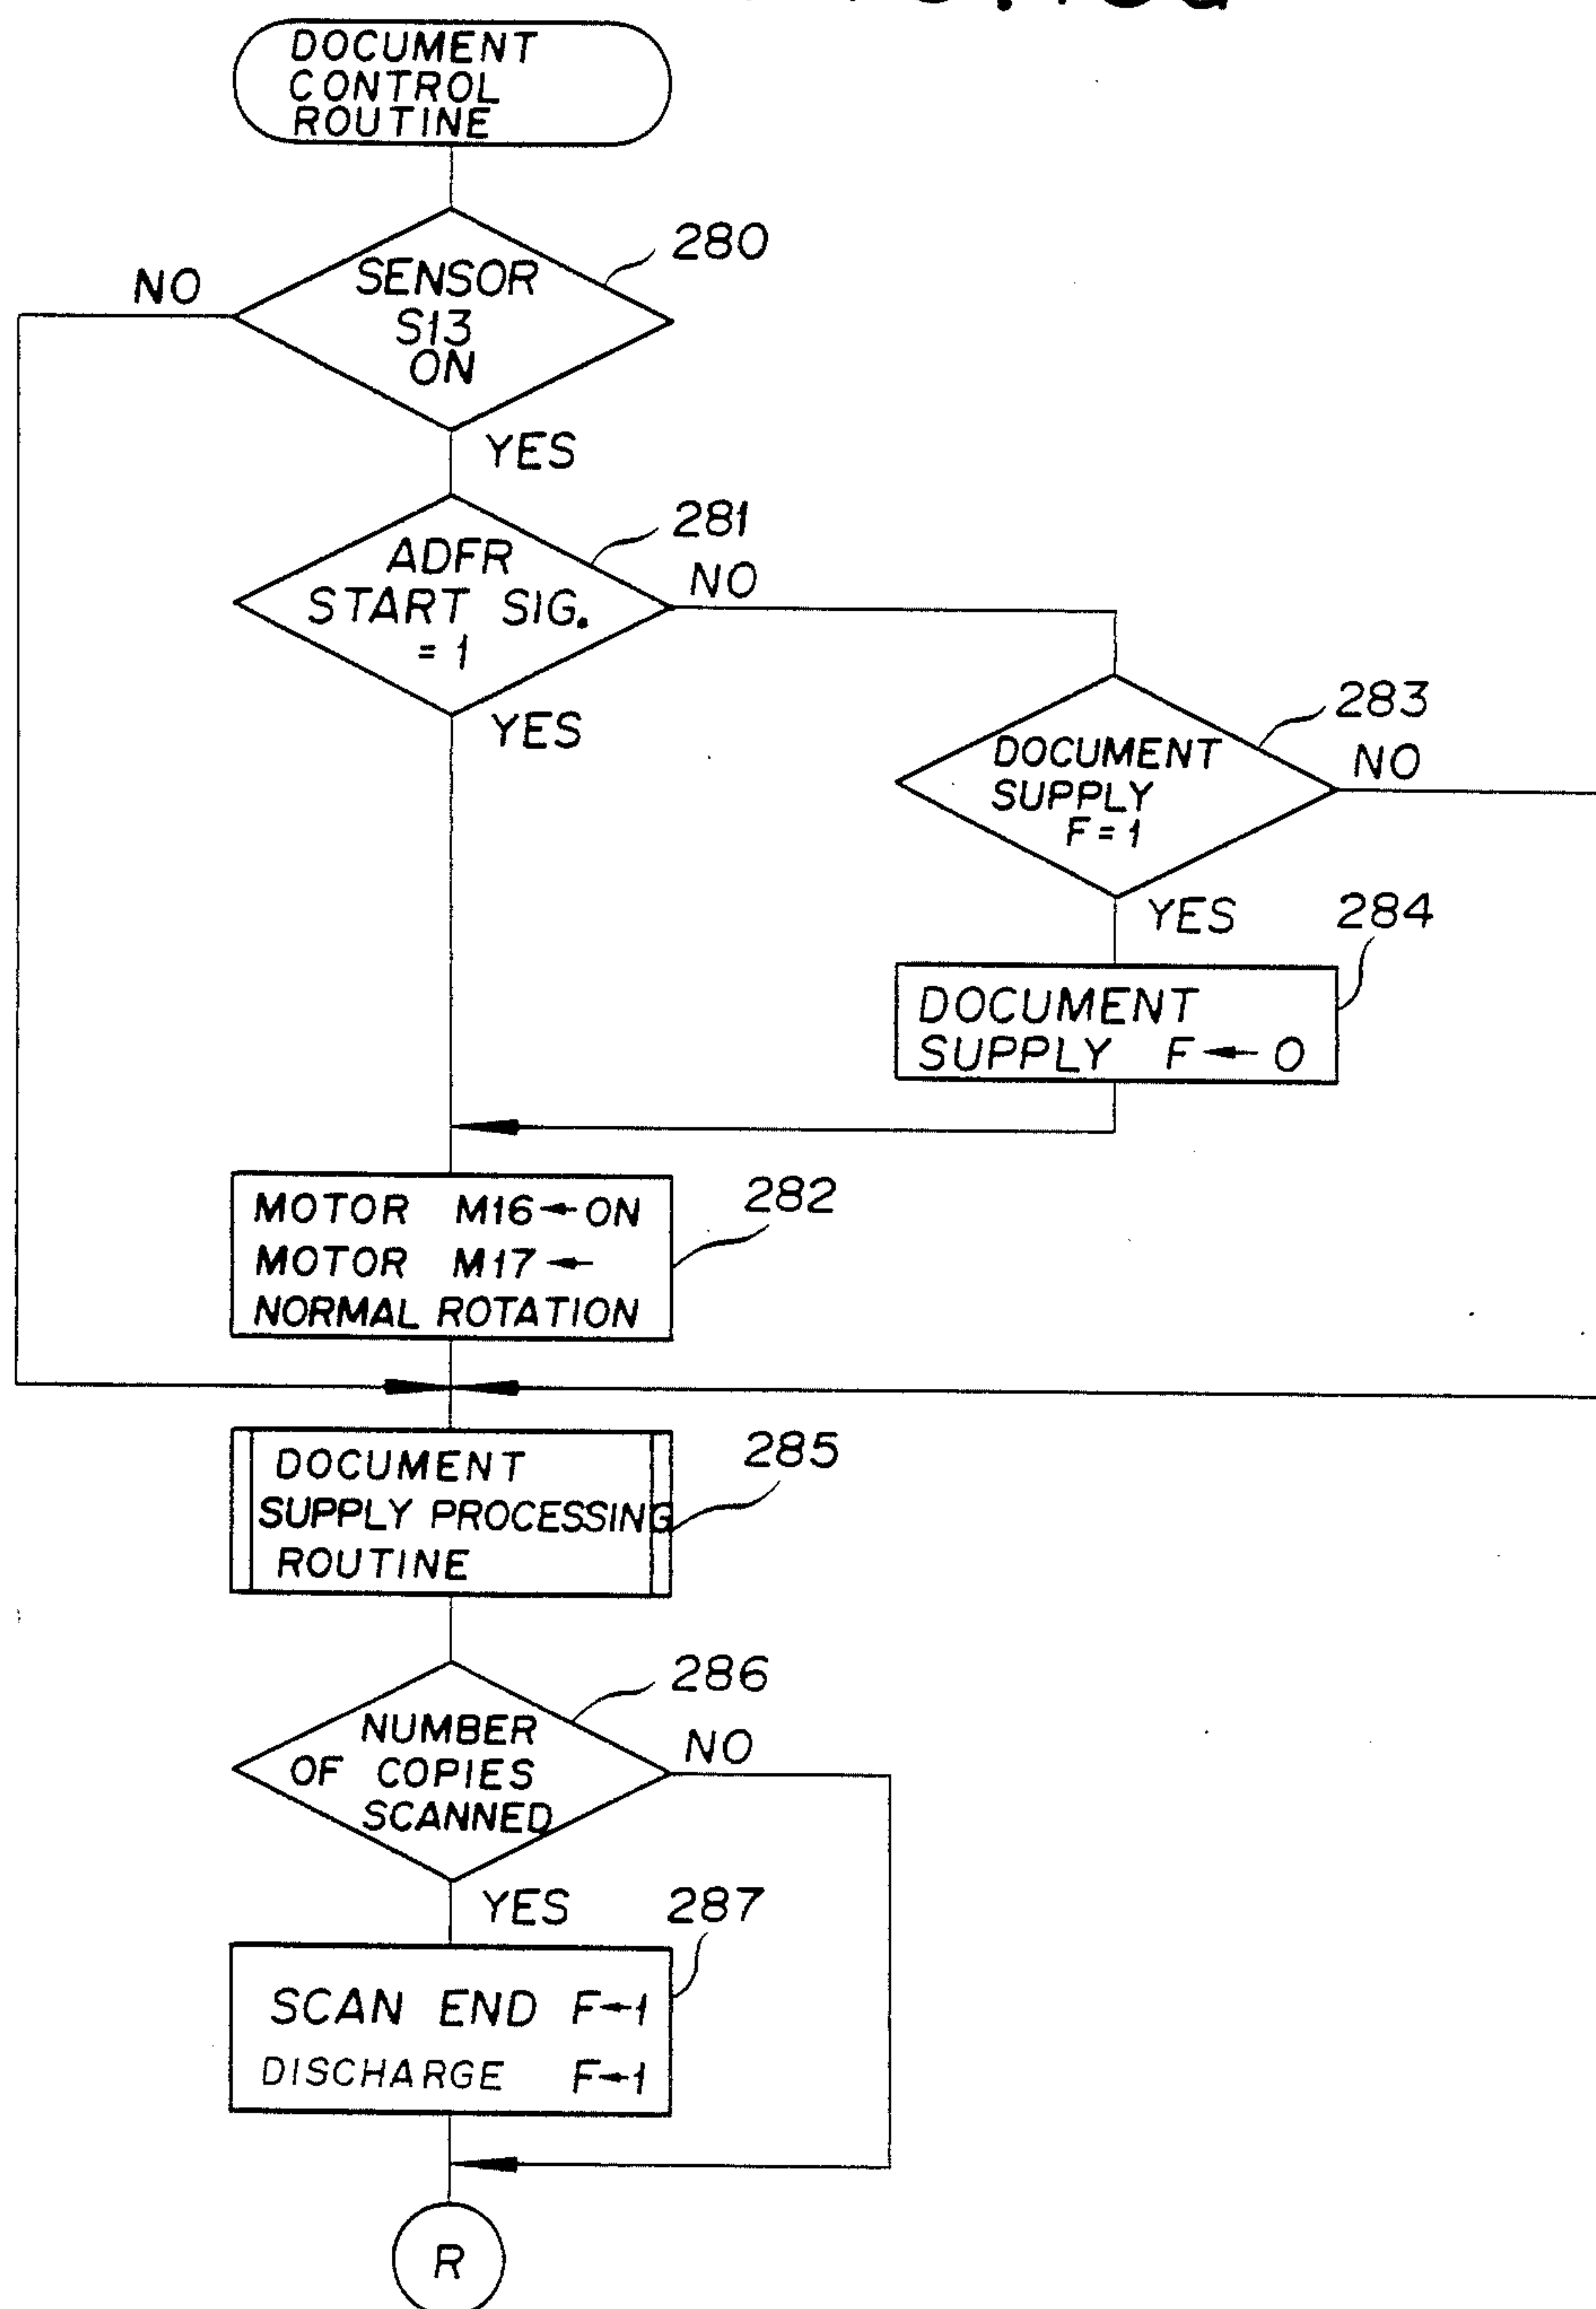 DOCUMENT
CONTROL
ROUTINE
280
NO
SENSOR
S13
ON
YES
281
ADFR
START SIG.
= 1
NO
YES
283
DOCUMENT
SUPPLY
F = 1
NO
YES
284
DOCUMENT
SUPPLY F ← 0
282
MOTOR M16 ← ON
MOTOR M17 ←
NORMAL ROTATION
285
DOCUMENT
SUPPLY PROCESSING
ROUTINE
286
NUMBER
OF COPIES
SCANNED
NO
YES
287
SCAN END F←1
DISCHARGE F←1
R